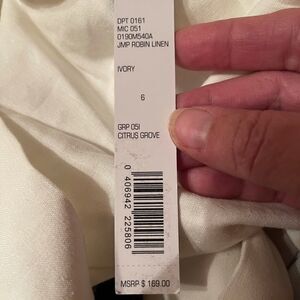 DPT 0161
MIC 051
0190M540A
JMP ROBIN LINEN
IVORY
6
GRP 051
CITRUS GROVE
0 406942 225806
MSRP $ 169.00